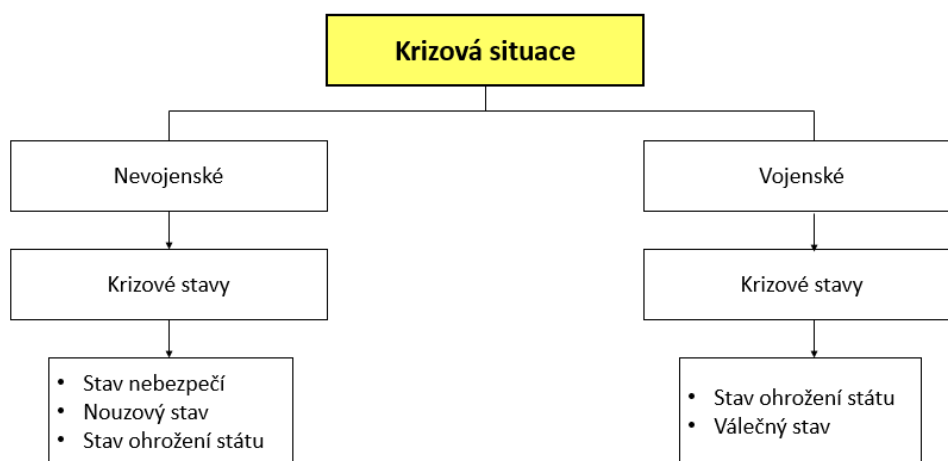 Krizová situace
Nevojenské
Vojenské
Krizové stavy
Krizové stavy
• Stav nebezpečí
• Nouzový stav
• Stav ohrožení státu
• Stav ohrožení státu
• Válečný stav